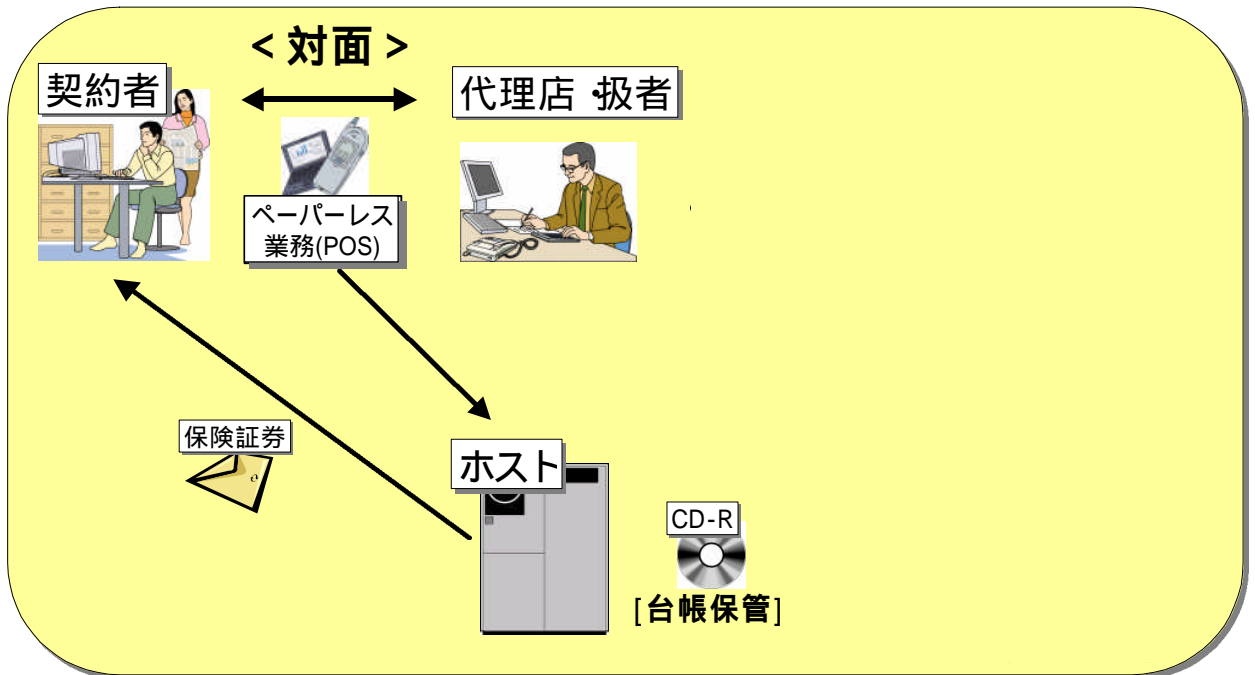 <対面>
契約者
代理店・扱者
ペーパーレス
業務(POS)
保険証券
ホスト
CD-R
[台帳保管]